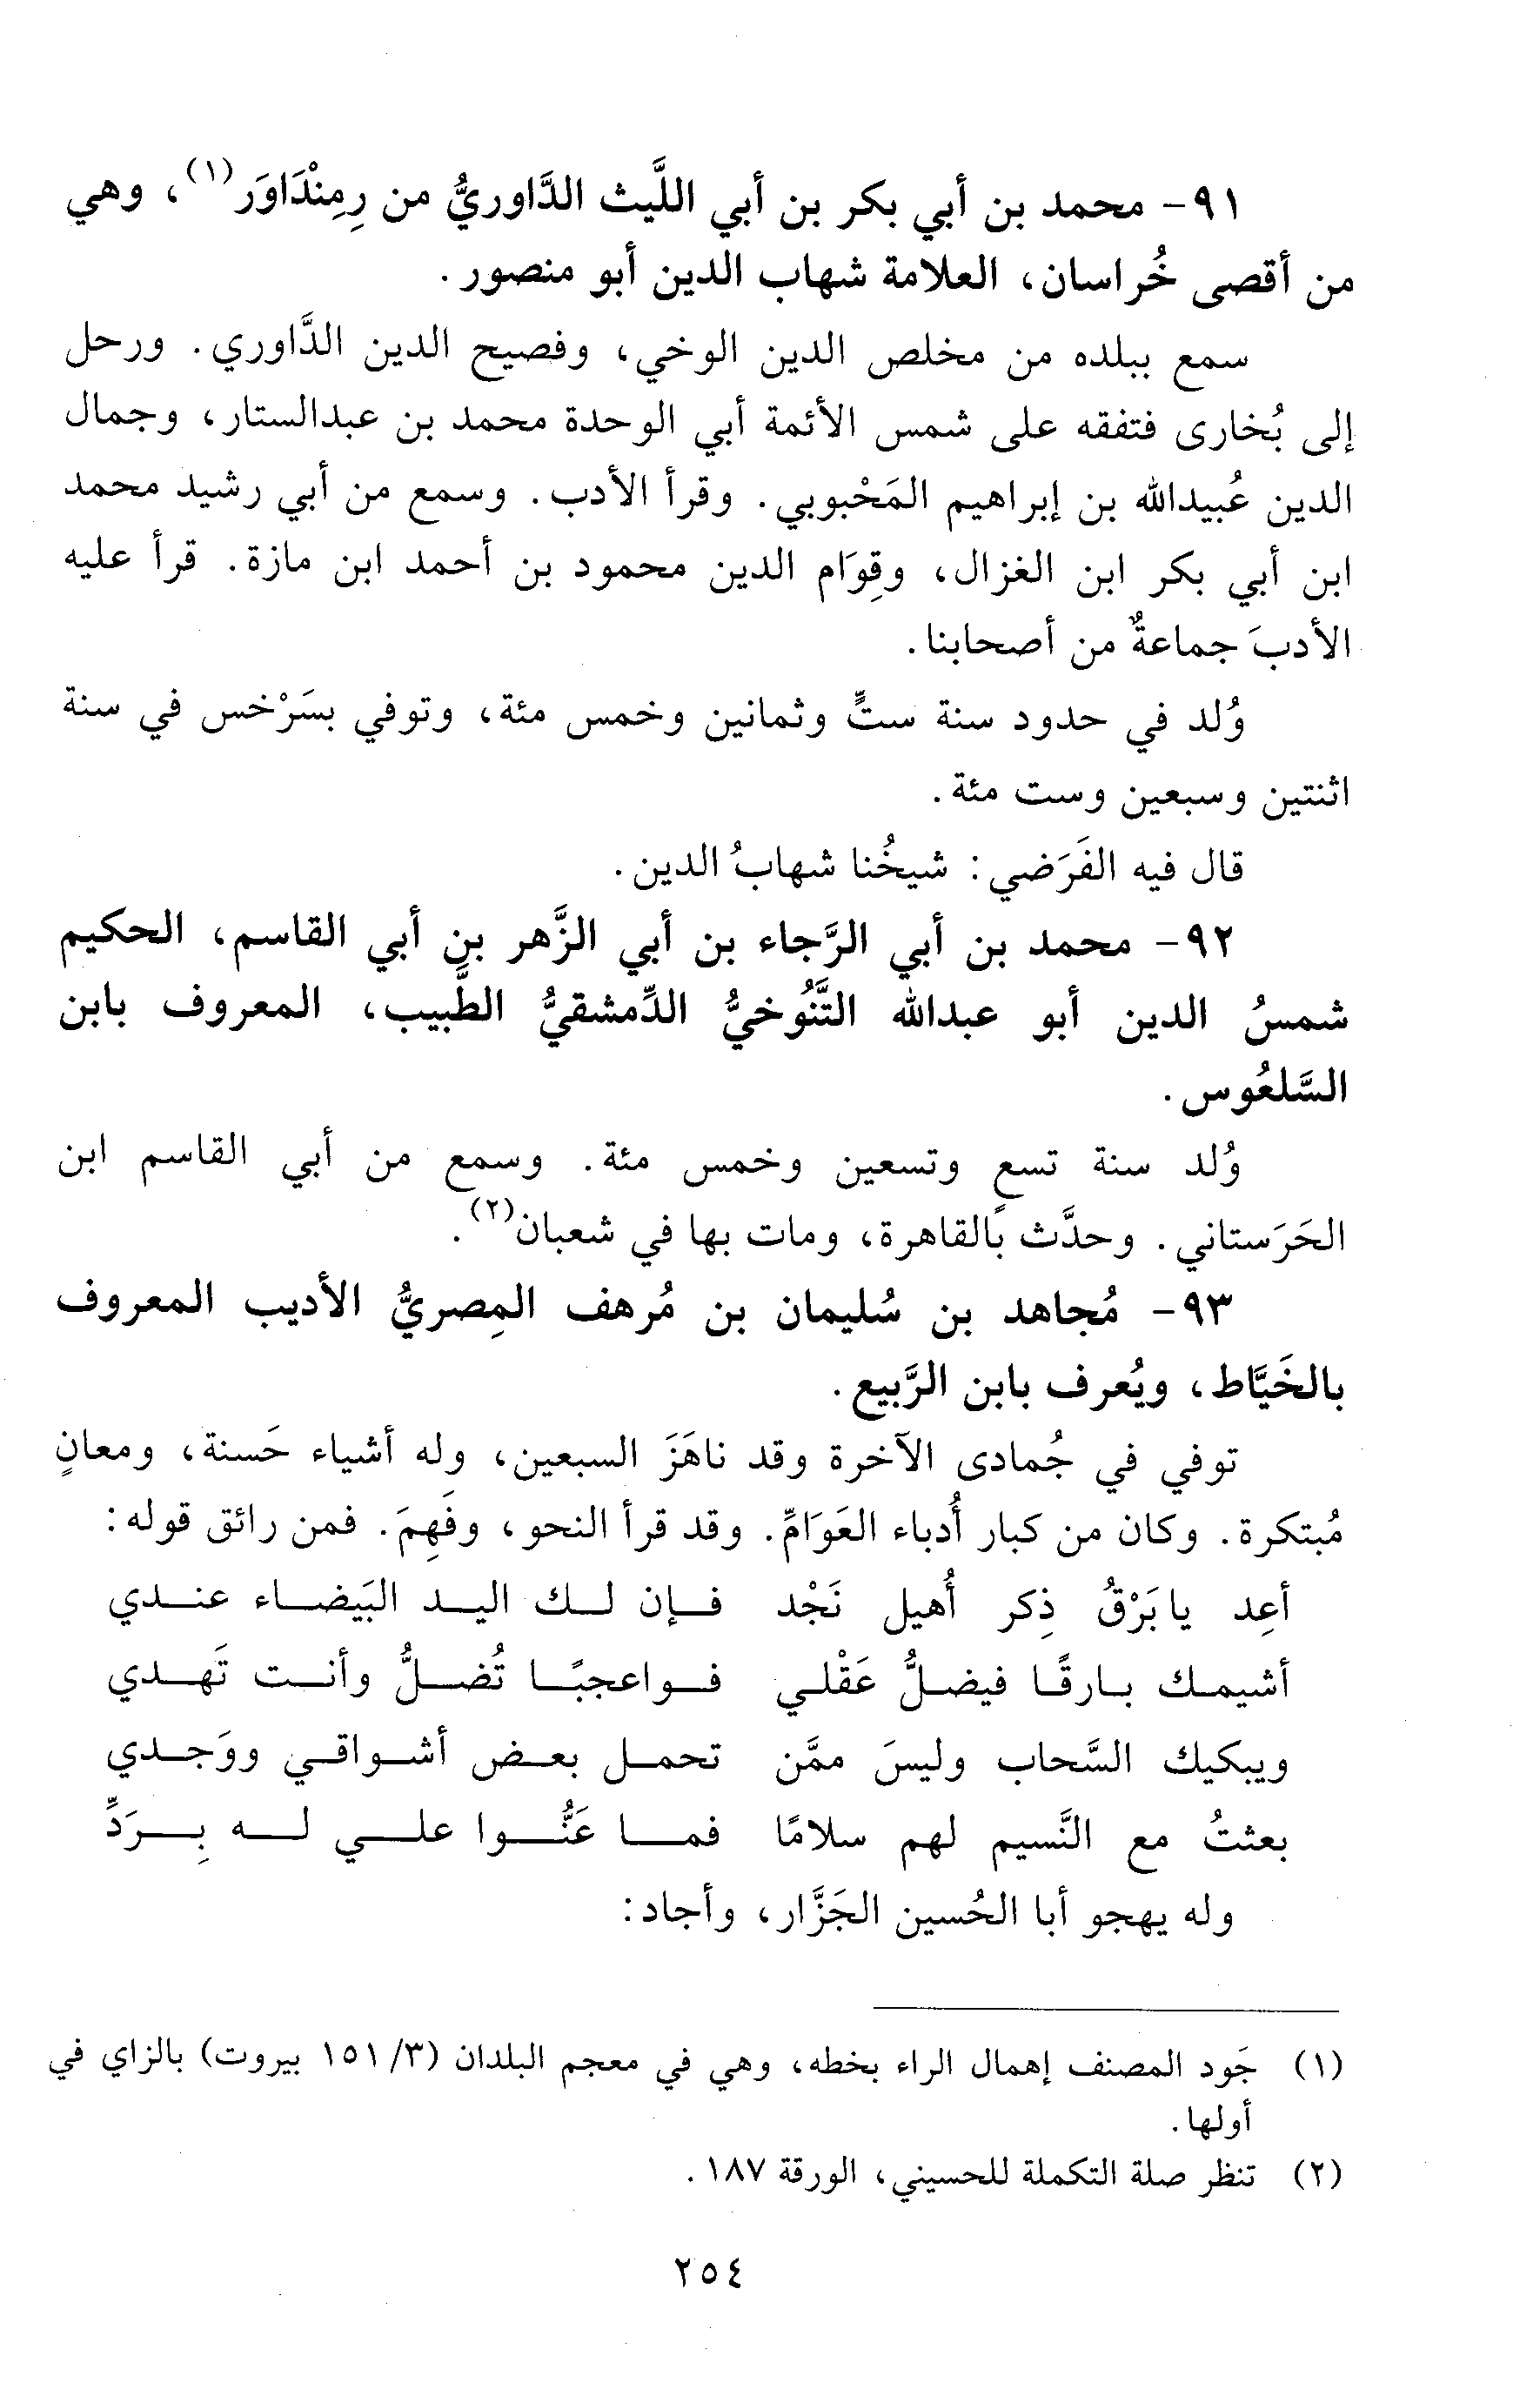 ٩١- محمد بن أبي بكر بن أبي اللَّيث الدَّاوريُّ من رِمِنْدَاوَر(١)، وهي
من أقصى خُراسان، العلامة شهاب الدين أبو منصور.
سمع ببلده من مخلص الدين الوخي، وفصيح الدين الدَّاوري. ورحل
إلى بُخارى فتفقه على شمس الأئمة أبي الوحدة محمد بن عبدالستار، وجمال
الدين عُبيدالله بن إبراهيم المَحْبوبي. وقرأ الأدب. وسمع من أبي رشيد محمد
ابن أبي بكر ابن الغزال، وقِوَام الدين محمود بن أحمد ابن مازة. قرأ عليه
الأدبَ جماعةٌ من أصحابنا.
وُلد في حدود سنة ستٍّ وثمانين وخمس مئة، وتوفي بسَرْخس في سنة
اثنتين وسبعين وست مئة.
قال فيه الفَرَضي: شيخُنا شهابُ الدين.
٩٢- محمد بن أبي الرَّجاء بن أبي الزَّهر بن أبي القاسم، الحكيم
شمسُ الدين أبو عبدالله التَّنُوخيُّ الدِّمشقيُّ الطَّبيب، المعروف بابن
السَّلعُوس.
وُلد سنة تسعٍ وتسعين وخمس مئة. وسمع من أبي القاسم ابن
الحَرَستاني. وحدَّث بالقاهرة، ومات بها في شعبان(٢).
٩٣- مُجاهد بن سُليمان بن مُرهف المِصريُّ الأديب المعروف
بالخَيَّاط، ويُعرف بابن الرَّبيع.
توفي في جُمادى الآخرة وقد ناهَزَ السبعين، وله أشياء حَسنة، ومعانٍ
مُبتكرة. وكان من كبار أُدباء العَوَامِّ. وقد قرأ النحو، وفَهِمَ. فمن رائق قوله:
أعِد يا بَرْقُ ذِكر أُهيل نَجْد فإن لك اليد البَيضاء عندي
أشيمك بارقًا فيضلُّ عَقْلي فواعجبًا تُضلُّ وأنت تَهدي
ويبكيك السَّحاب وليسَ ممَّن تحمل بعض أشواقي ووَجدي
بعثتُ مع النَّسيم لهم سلامًا فما عَنُّوا علي له بِرَدِّ
وله يهجو أبا الحُسين الجَزَّار، وأجاد:
(١) جَود المصنف إهمال الراء بخطه، وهي في معجم البلدان (٣/ ١٥١ بيروت) بالزاي في
أولها.
(٢) تنظر صلة التكملة للحسيني، الورقة ١٨٧.
٢٥٤